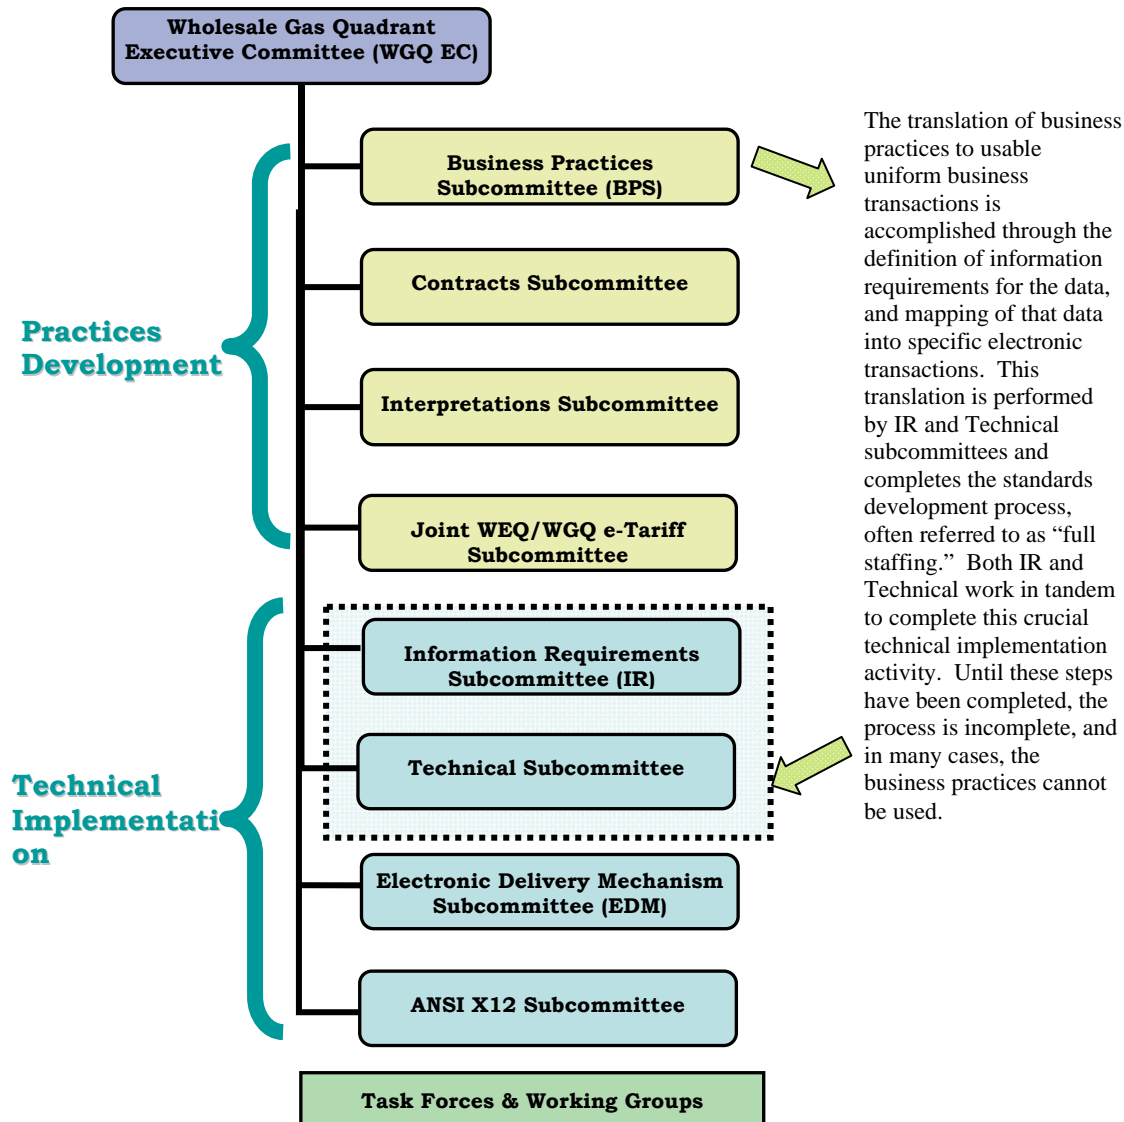 Wholesale Gas Quadrant
Executive Committee (WGQ EC)
Business Practices
Subcommittee (BPS)
Contracts Subcommittee
Practices
Development
Interpretations Subcommittee
Joint WEQ/WGQ e-Tariff
Subcommittee
Information Requirements
Subcommittee (IR)
Technical Subcommittee
Technical
Implementati
on
Electronic Delivery Mechanism
Subcommittee (EDM)
ANSI X12 Subcommittee
Task Forces & Working Groups
The translation of business
practices to usable
uniform business
transactions is
accomplished through the
definition of information
requirements for the data,
and mapping of that data
into specific electronic
transactions.  This
translation is performed
by IR and Technical
subcommittees and
completes the standards
development process,
often referred to as “full
staffing.”  Both IR and
Technical work in tandem
to complete this crucial
technical implementation
activity.  Until these steps
have been completed, the
process is incomplete, and
in many cases, the
business practices cannot
be used.